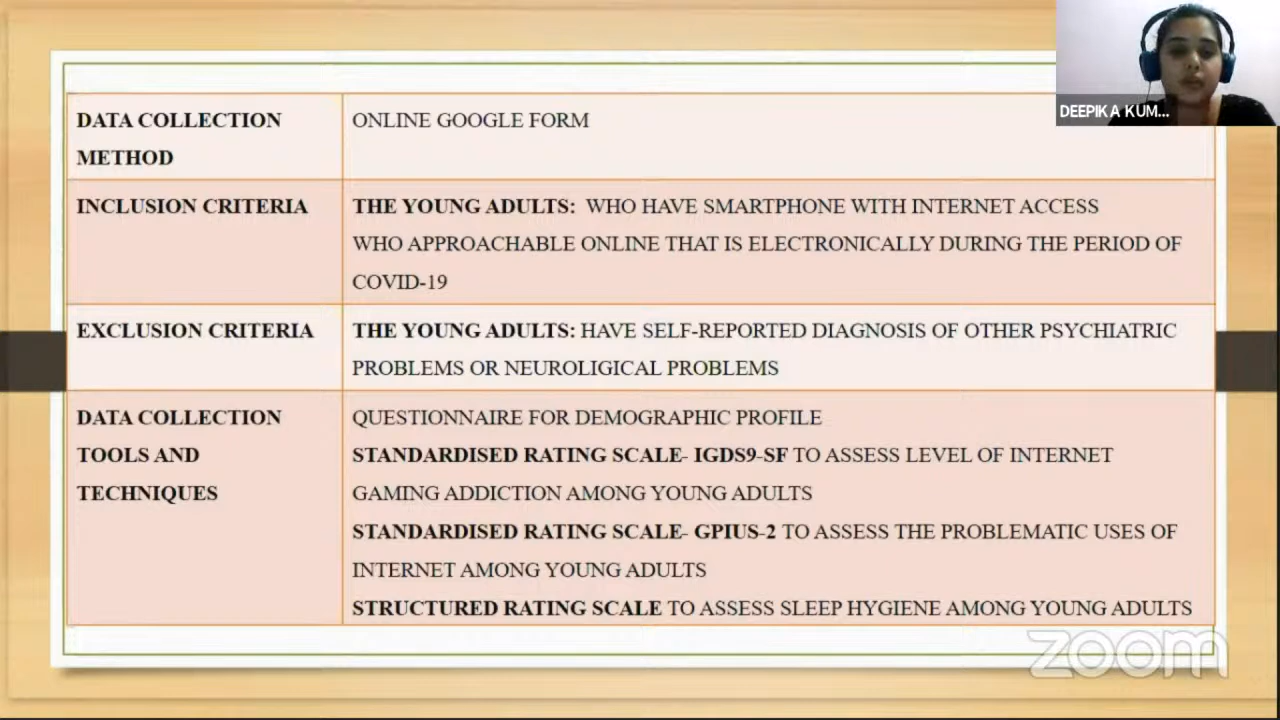 DEEPIKA KUM...
DATA COLLECTION
METHOD
ONLINE GOOGLE FORM
INCLUSION CRITERIA
THE YOUNG ADULTS: WHO HAVE SMARTPHONE WITH INTERNET ACCESS
WHO APPROACHABLE ONLINE THAT IS ELECTRONICALLY DURING THE PERIOD OF
COVID-19
EXCLUSION CRITERIA
THE YOUNG ADULTS: HAVE SELF-REPORTED DIAGNOSIS OF OTHER PSYCHIATRIC
PROBLEMS OR NEUROLIGICAL PROBLEMS
DATA COLLECTION
TOOLS AND
TECHNIQUES
QUESTIONNAIRE FOR DEMOGRAPHIC PROFILE
STANDARDISED RATING SCALE- IGDS9-SF TO ASSESS LEVEL OF INTERNET
GAMING ADDICTION AMONG YOUNG ADULTS
STANDARDISED RATING SCALE- GPIUS-2 TO ASSESS THE PROBLEMATIC USES OF
INTERNET AMONG YOUNG ADULTS
STRUCTURED RATING SCALE TO ASSESS SLEEP HYGIENE AMONG YOUNG ADULTS
zoom